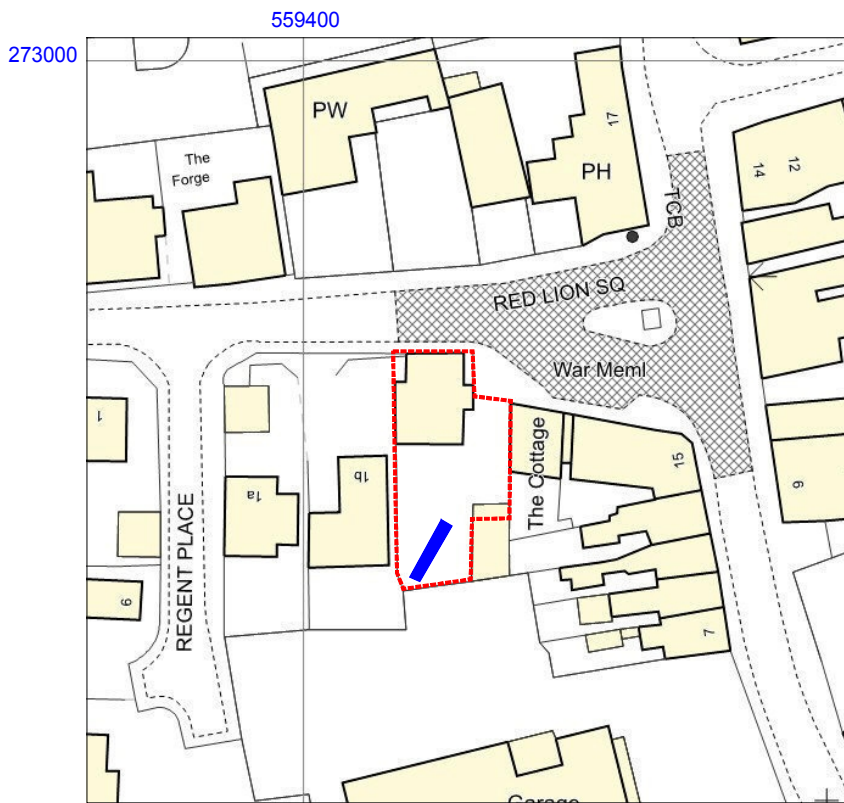 559400
273000
PW
17
The
Forge
PH
14
12
TCB
RED LION SQ
War Meml
1
The Cottage
15
1a
1b
9
REGENT PLACE
6
7
Garage